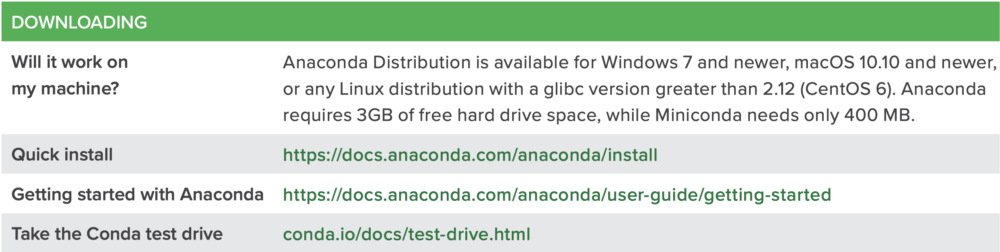 DOWNLOADING
Will it work on
my machine?
Anaconda Distribution is available for Windows 7 and newer, macOS 10.10 and newer,
or any Linux distribution with a glibc version greater than 2.12 (CentOS 6). Anaconda
requires 3GB of free hard drive space, while Miniconda needs only 400 MB.
Quick install
https://docs.anaconda.com/anaconda/install
Getting started with Anaconda
https://docs.anaconda.com/anaconda/user-guide/getting-started
Take the Conda test drive
conda.io/docs/test-drive.html